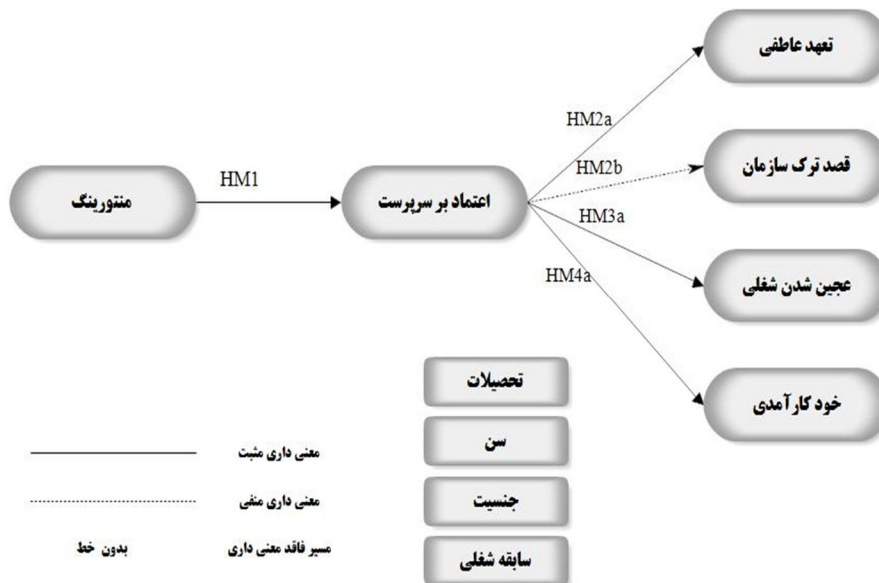 تعهد عاطفی
HM2a
HM2b
قصد ترک سازمان
HM1
منتورینگ
اعتماد بر سرپرست
HM3a
عجین شدن شغلی
HM4a
خود کارآمدی
تحصیلات
سن
جنسیت
سابقه شغلی
معنی داری مثبت
معنی داری منفی
مسیر فاقد معنی داری
بدون خط